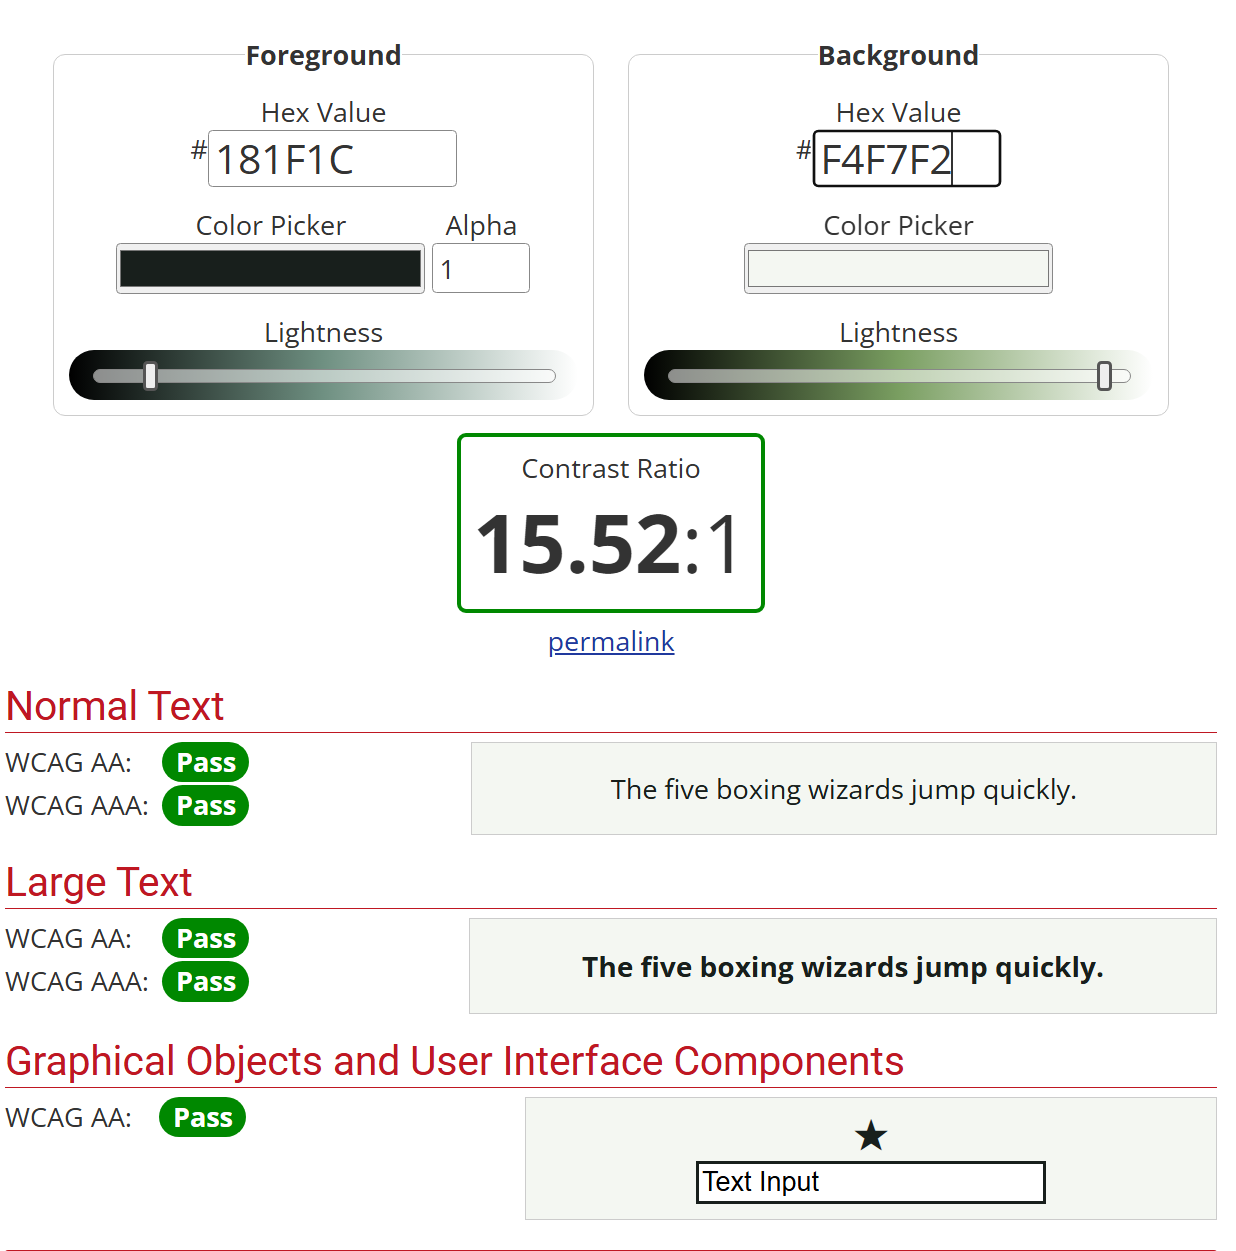 Foreground
Hex Value
#181F1C
Color Picker Alpha
1
Lightness
Background
Hex Value
#F4F7F2
Color Picker
Lightness
Contrast Ratio
15.52:1
permalink
Normal Text
WCAG AA: Pass
WCAG AAA: Pass
The five boxing wizards jump quickly.
Large Text
WCAG AA: Pass
WCAG AAA: Pass
The five boxing wizards jump quickly.
Graphical Objects and User Interface Components
WCAG AA: Pass
Text Input